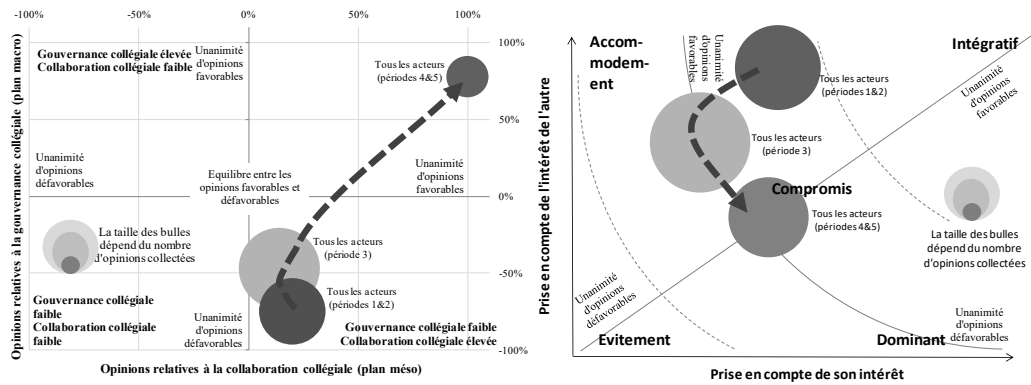 -100%
-50%
0%
50%
100%
Opinions relatives à la gouvernance collégiale (plan macro)
Gouvernance collégiale élevée
Collaboration collégiale faible
Unanimité
d'opinions
favorables
Tous les acteurs
(périodes 4&5)
100%
50%
0%
-50%
-100%
Unanimité
d'opinions
défavorables
Equilibre entre les
opinions favorables et
défavorables
Unanimité
d'opinions
favorables
La taille des bulles
dépend du nombre
d'opinions collectées
Tous les acteurs
(période 3)
Tous les acteurs
(périodes 1&2)
Gouvernance collégiale
faible
Collaboration collégiale
faible
Unanimité
d'opinions
défavorables
Gouvernance collégiale faible
Collaboration collégiale élevée
Opinions relatives à la collaboration collégiale (plan méso)
Prise en compte de l'intérêt de l'autre
Accom-
modem-
ent
Unanimité
d'opinions
favorables
Intégratif
Tous les acteurs
(périodes 1&2)
Unanimité
d'opinions
favorables
Tous les acteurs
(période 3)
Compromis
Tous les acteurs
(périodes 4&5)
La taille des bulles
dépend du nombre
d'opinions collectées
Unanimité
d'opinions
défavorables
Unanimité
d'opinions
défavorables
Evitement
Dominant
Prise en compte de son intérêt